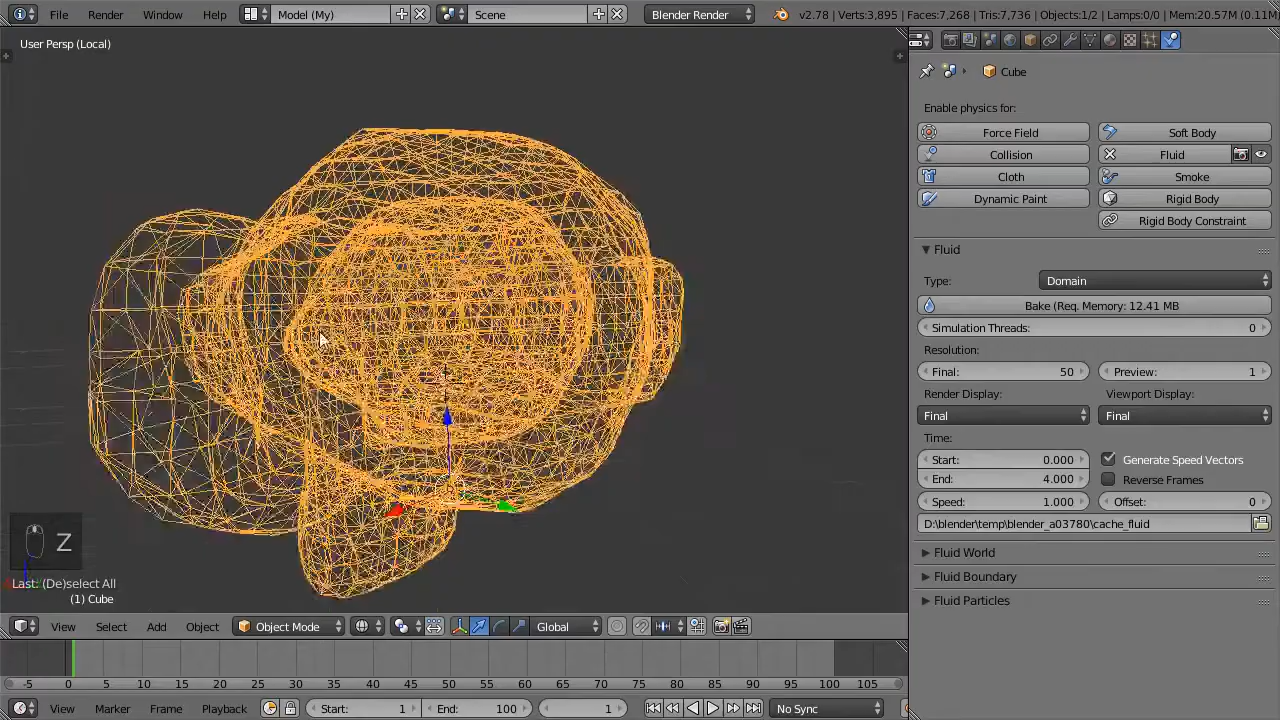 File Render Window Help Model (My) Scene Blender Render v2.78 | Verts:3,895 | Faces:7,268 | Tris:7,736 | Objects:1/2 | Lamps:0/0 | Mem:20.57M (0.11M
User Persp (Local)
Cube
Enable physics for:
Force Field Soft Body
Collision Fluid
Cloth Smoke
Dynamic Paint Rigid Body
Rigid Body Constraint
Fluid
Type: Domain
Bake (Req. Memory: 12.41 MB
Simulation Threads: 0
Resolution:
Final: 50 Preview: 1
Render Display: Viewport Display:
Final Final
Time:
Start: 0.000 Generate Speed Vectors
End: 4.000 Reverse Frames
Speed: 1.000 Offset: 0
D:\blender\temp\blender_a03780\cache_fluid
Fluid World
Fluid Boundary
Fluid Particles
Z
Last: (De)select All
(1) Cube
View Select Add Object Object Mode Global
-5 0 5 10 15 20 25 30 35 40 45 50 55 60 65 70 75 80 85 90 95 100 105
View Marker Frame Playback Start: 1 End: 100 1 No Sync